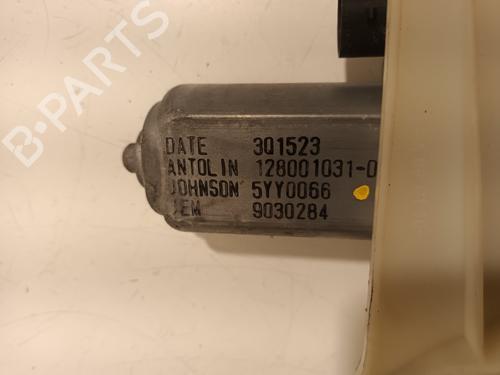 DATE 3Q1523
ANTOLIN 128001031-0
JOHNSON 5YY0066
9030284
B-PARTS